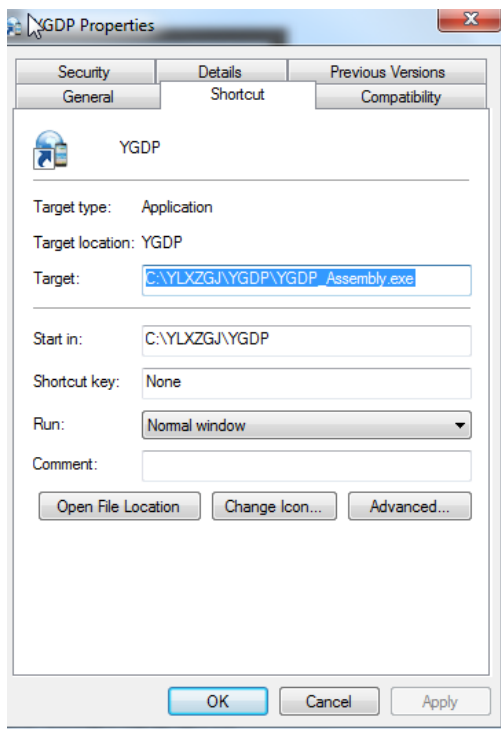 YGDP Properties
Security Details Previous Versions
General Shortcut Compatibility
YGDP
Target type: Application
Target location: YGDP
Target: C:\YLXZGJ\YGDP\YGDP_Assembly.exe
Start in: C:\YLXZGJ\YGDP
Shortcut key: None
Run: Normal window
Comment:
Open File Location Change Icon... Advanced...
OK Cancel Apply